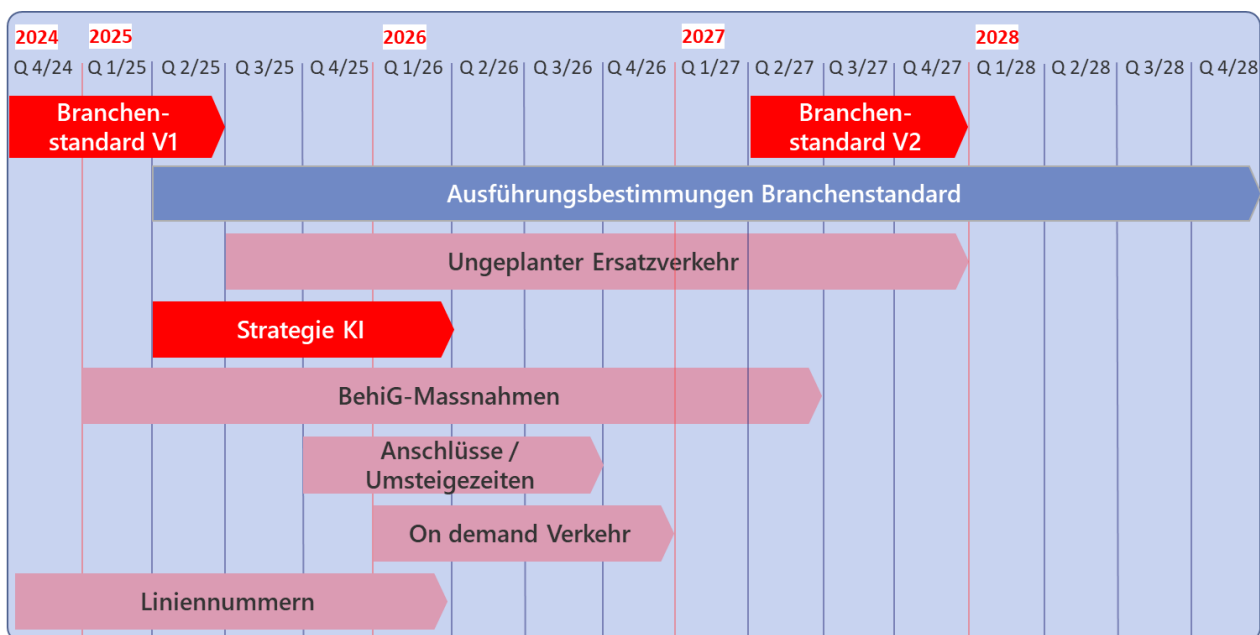 2024 2025 2026 2027 2028
Q 4/24 Q 1/25 Q 2/25 Q 3/25 Q 4/25 Q 1/26 Q 2/26 Q 3/26 Q 4/26 Q 1/27 Q 2/27 Q 3/27 Q 4/27 Q 1/28 Q 2/28 Q 3/28 Q 4/28
Branchen-
standard V1
Branchen-
standard V2
Ausführungsbestimmungen Branchenstandard
Ungeplanter Ersatzverkehr
Strategie KI
BehiG-Massnahmen
Anschlüsse /
Umsteigezeiten
On demand Verkehr
Liniennummern